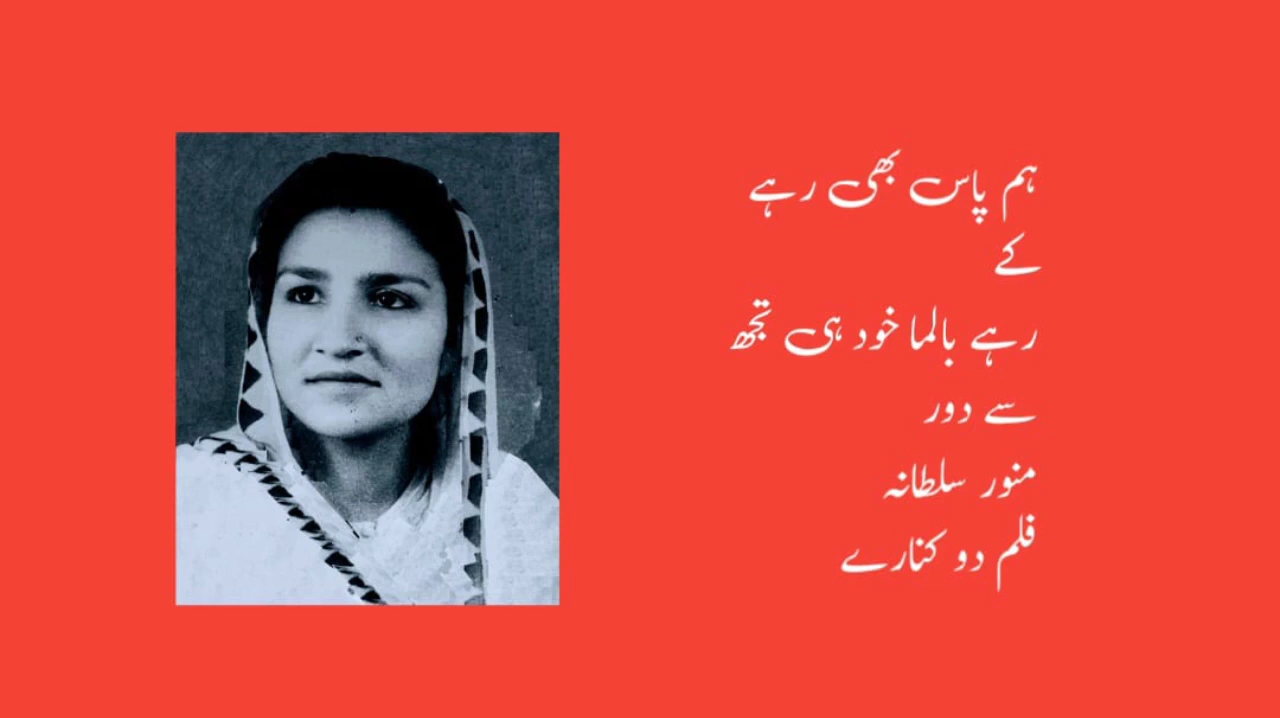 ہم پاس بھی رہے
کے
رہے بالما خود ہی تجھ
سے دور
منور سلطانہ
فلم دو کنارے